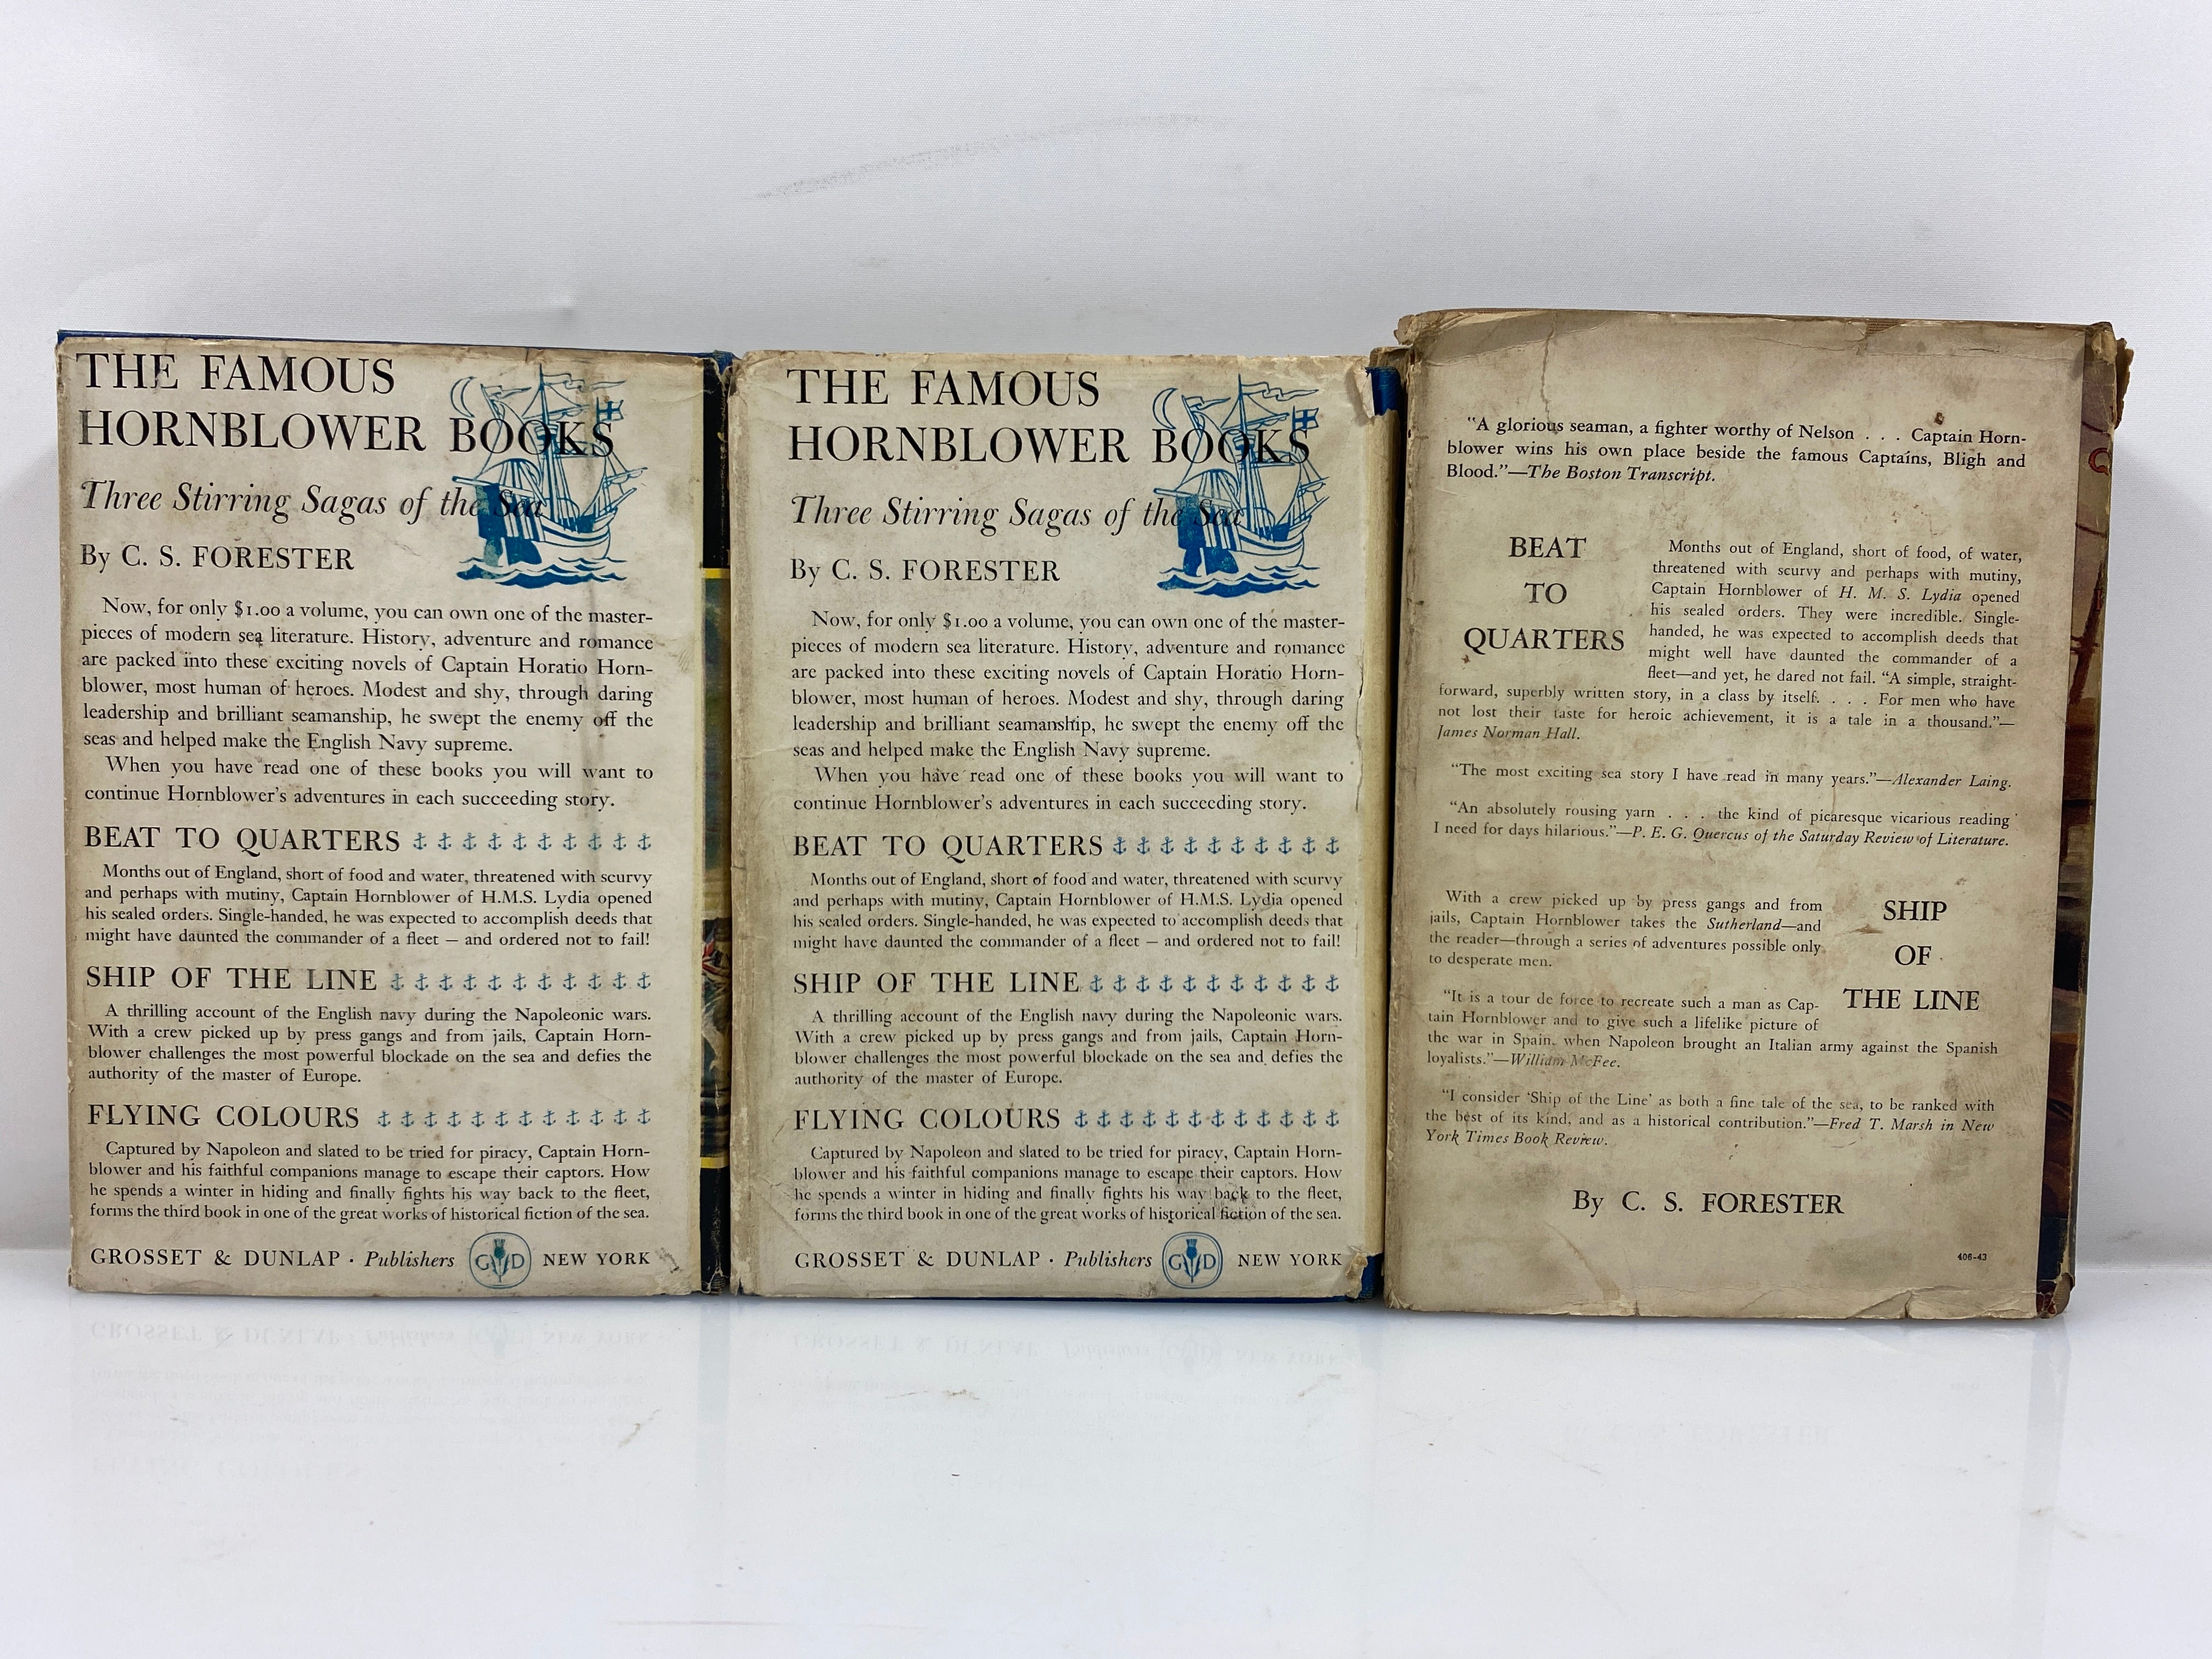 THE FAMOUS
HORNBLOWER BOOKS
Three Stirring Sagas of the Sea
By C. S. FORESTER
Now, for only $1.00 a volume, you can own one of the master-
pieces of modern sea literature. History, adventure and romance
are packed into these exciting novels of Captain Horatio Horn-
blower, most human of heroes. Modest and shy, through daring
leadership and brilliant seamanship, he swept the enemy off the
seas and helped make the English Navy supreme.
When you have read one of these books you will want to
continue Hornblower's adventures in each succeeding story.
BEAT TO QUARTERS
Months out of England, short of food and water, threatened with scurvy
and perhaps with mutiny, Captain Hornblower of H.M.S. Lydia opened
his sealed orders. Single-handed, he was expected to accomplish deeds that
might have daunted the commander of a fleet — and ordered not to fail!
SHIP OF THE LINE
A thrilling account of the English navy during the Napoleonic wars.
With a crew picked up by press gangs and from jails, Captain Horn-
blower challenges the most powerful blockade on the sea and defies the
authority of the master of Europe.
FLYING COLOURS
Captured by Napoleon and slated to be tried for piracy, Captain Horn-
blower and his faithful companions manage to escape their captors. How
he spends a winter in hiding and finally fights his way back to the fleet,
forms the third book in one of the great works of historical fiction of the sea.
GROSSET & DUNLAP · Publishers G D NEW YORK
THE FAMOUS
HORNBLOWER BOOKS
Three Stirring Sagas of the Sea
By C. S. FORESTER
Now, for only $1.00 a volume, you can own one of the master-
pieces of modern sea literature. History, adventure and romance
are packed into these exciting novels of Captain Horatio Horn-
blower, most human of heroes. Modest and shy, through daring
leadership and brilliant seamanship, he swept the enemy off the
seas and helped make the English Navy supreme.
When you have read one of these books you will want to
continue Hornblower's adventures in each succeeding story.
BEAT TO QUARTERS
Months out of England, short of food and water, threatened with scurvy
and perhaps with mutiny, Captain Hornblower of H.M.S. Lydia opened
his sealed orders. Single-handed, he was expected to accomplish deeds that
might have daunted the commander of a fleet — and ordered not to fail!
SHIP OF THE LINE
A thrilling account of the English navy during the Napoleonic wars.
With a crew picked up by press gangs and from jails, Captain Horn-
blower challenges the most powerful blockade on the sea and defies the
authority of the master of Europe.
FLYING COLOURS
Captured by Napoleon and slated to be tried for piracy, Captain Horn-
blower and his faithful companions manage to escape their captors. How
he spends a winter in hiding and finally fights his way back to the fleet,
forms the third book in one of the great works of historical fiction of the sea.
GROSSET & DUNLAP · Publishers G D NEW YORK
"A glorious seaman, a fighter worthy of Nelson . . . Captain Horn-
blower wins his own place beside the famous Captains, Bligh and
Blood."—The Boston Transcript.
BEAT
TO
QUARTERS
Months out of England, short of food, of water,
threatened with scurvy and perhaps with mutiny,
Captain Hornblower of H. M. S. Lydia opened
his sealed orders. They were incredible. Single-
handed, he was expected to accomplish deeds that
might well have daunted the commander of a
fleet—and yet, he dared not fail. "A simple, straight-
forward, superbly written story, in a class by itself. . . . For men who have
not lost their taste for heroic achievement, it is a tale in a thousand."—
James Norman Hall.
"The most exciting sea story I have read in many years."—Alexander Laing.
"An absolutely rousing yarn . . . the kind of picaresque vicarious reading
I need for days hilarious."—P. E. G. Quercus of the Saturday Review of Literature.
With a crew picked up by press gangs and from
jails, Captain Hornblower takes the Sutherland—and
the reader—through a series of adventures possible only
to desperate men.
SHIP
OF
THE LINE
"It is a tour de force to recreate such a man as Cap-
tain Hornblower and to give such a lifelike picture of
the war in Spain, when Napoleon brought an Italian army against the Spanish
loyalists."—William McFee.
"I consider 'Ship of the Line' as both a fine tale of the sea, to be ranked with
the best of its kind, and as a historical contribution."—Fred T. Marsh in New
York Times Book Review.
By C. S. FORESTER
406-43